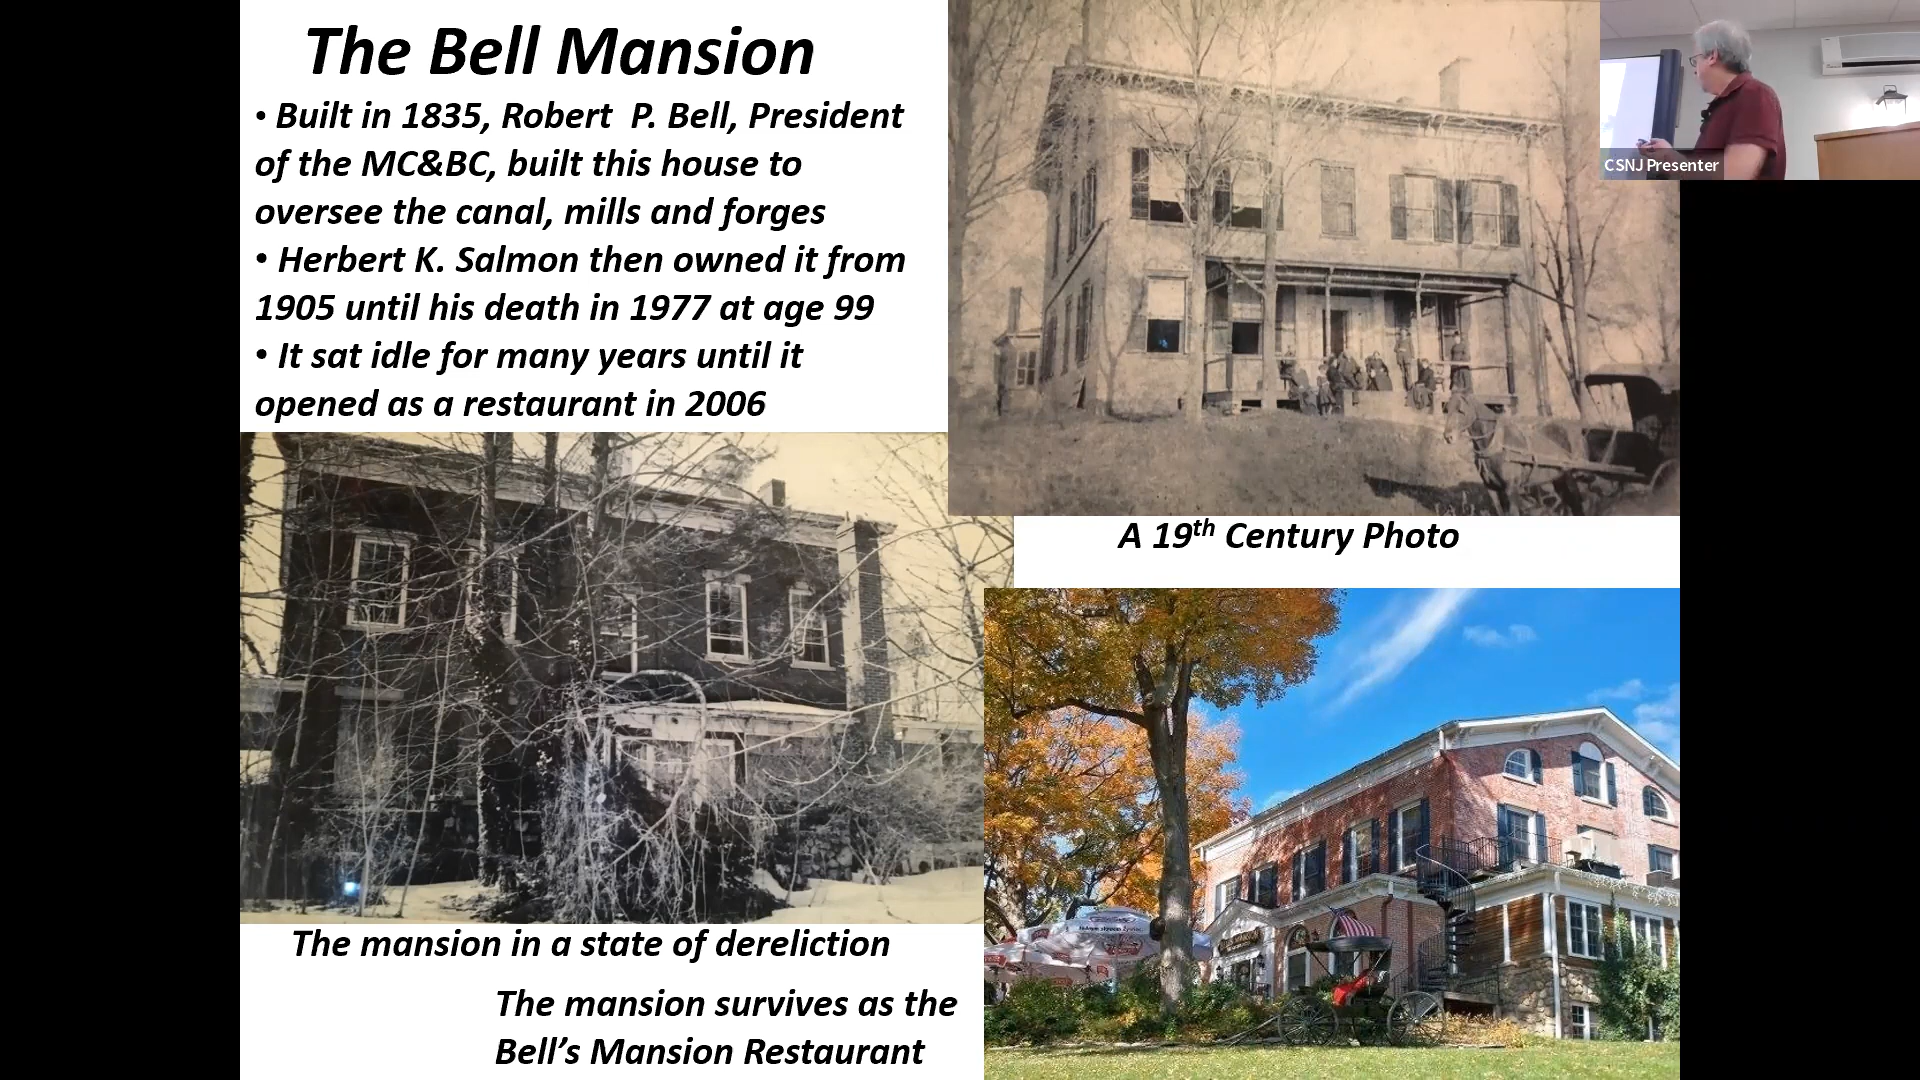 The Bell Mansion
• Built in 1835, Robert P. Bell, President
of the MC&BC, built this house to
oversee the canal, mills and forges
• Herbert K. Salmon then owned it from
1905 until his death in 1977 at age 99
• It sat idle for many years until it
opened as a restaurant in 2006
CSNJ Presenter
A 19th Century Photo
The mansion in a state of dereliction
The mansion survives as the
Bell’s Mansion Restaurant